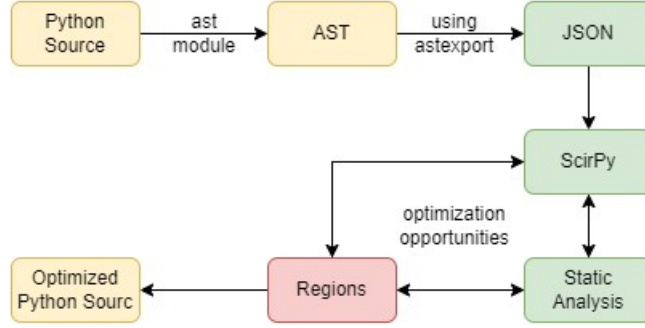 Python
Source
ast
module
AST
using
astexport
JSON
ScirPy
optimization
opportunities
Optimized
Python Sourc
Regions
Static
Analysis